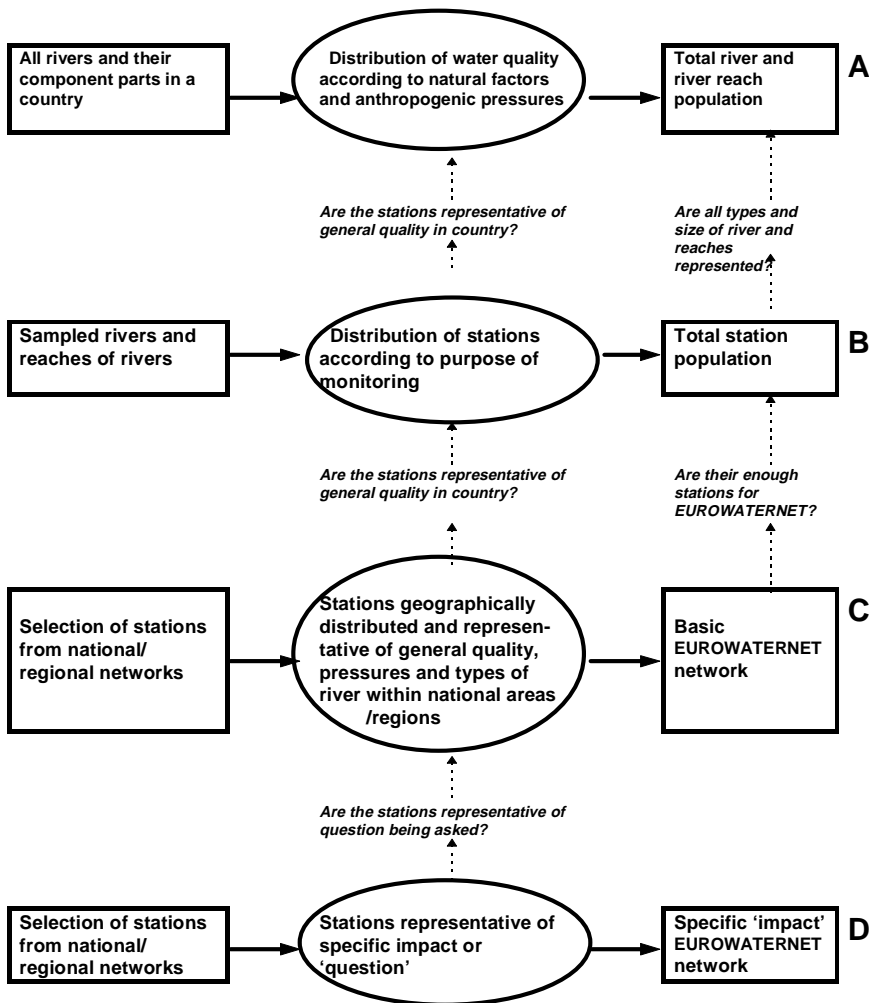 All rivers and their
component parts in a
country
Distribution of water quality
according to natural factors
and anthropogenic pressures
Total river and
river reach
population
A
Are the stations representative of
general quality in country?
Are all types and
size of river and
reaches
represented?
Sampled rivers and
reaches of rivers
Distribution of stations
according to purpose of
monitoring
Total station
population
B
Are the stations representative of
general quality in country?
Are their enough
stations for
EUROWATERNET?
Selection of stations
from national/
regional networks
Stations geographically
distributed and represen-
tative of general quality,
pressures and types of
river within national areas
/regions
Basic
EUROWATERNET
network
C
Are the stations representative of
question being asked?
Selection of stations
from national/
regional networks
Stations representative of
specific impact or
‘question’
Specific ‘impact’
EUROWATERNET
network
D